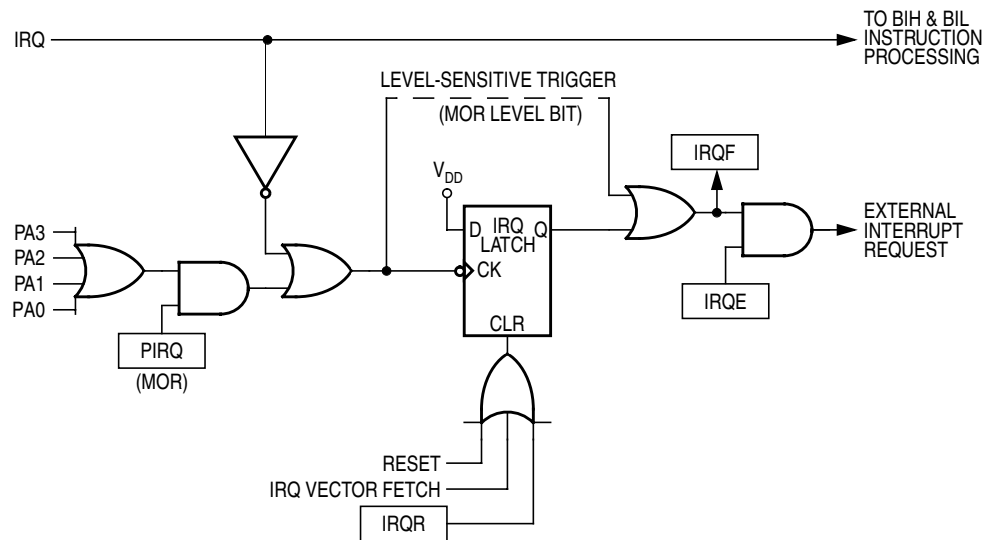 IRQ
TO BIH & BIL
INSTRUCTION
PROCESSING
LEVEL-SENSITIVE TRIGGER
(MOR LEVEL BIT)
IRQF
VDD
D IRQ Q
LATCH
CK
CLR
EXTERNAL
INTERRUPT
REQUEST
PA3
PA2
PA1
PA0
IRQE
PIRQ
(MOR)
RESET
IRQ VECTOR FETCH
IRQR